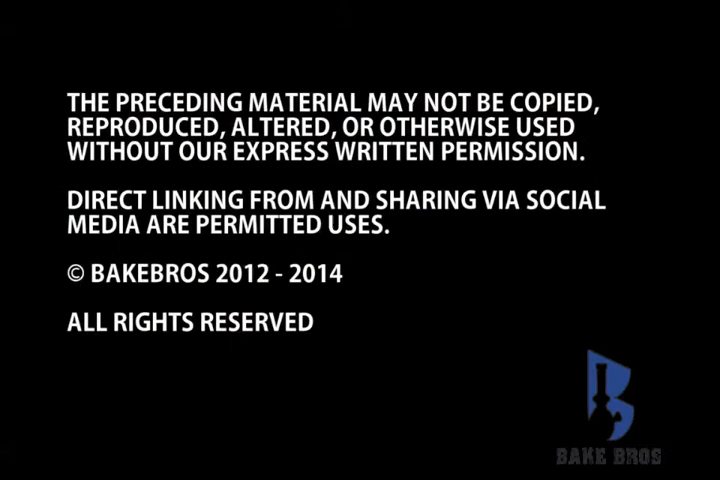 THE PRECEDING MATERIAL MAY NOT BE COPIED,
REPRODUCED, ALTERED, OR OTHERWISE USED
WITHOUT OUR EXPRESS WRITTEN PERMISSION.
DIRECT LINKING FROM AND SHARING VIA SOCIAL
MEDIA ARE PERMITTED USES.
© BAKEBROS 2012 - 2014
ALL RIGHTS RESERVED
BAKE BROS